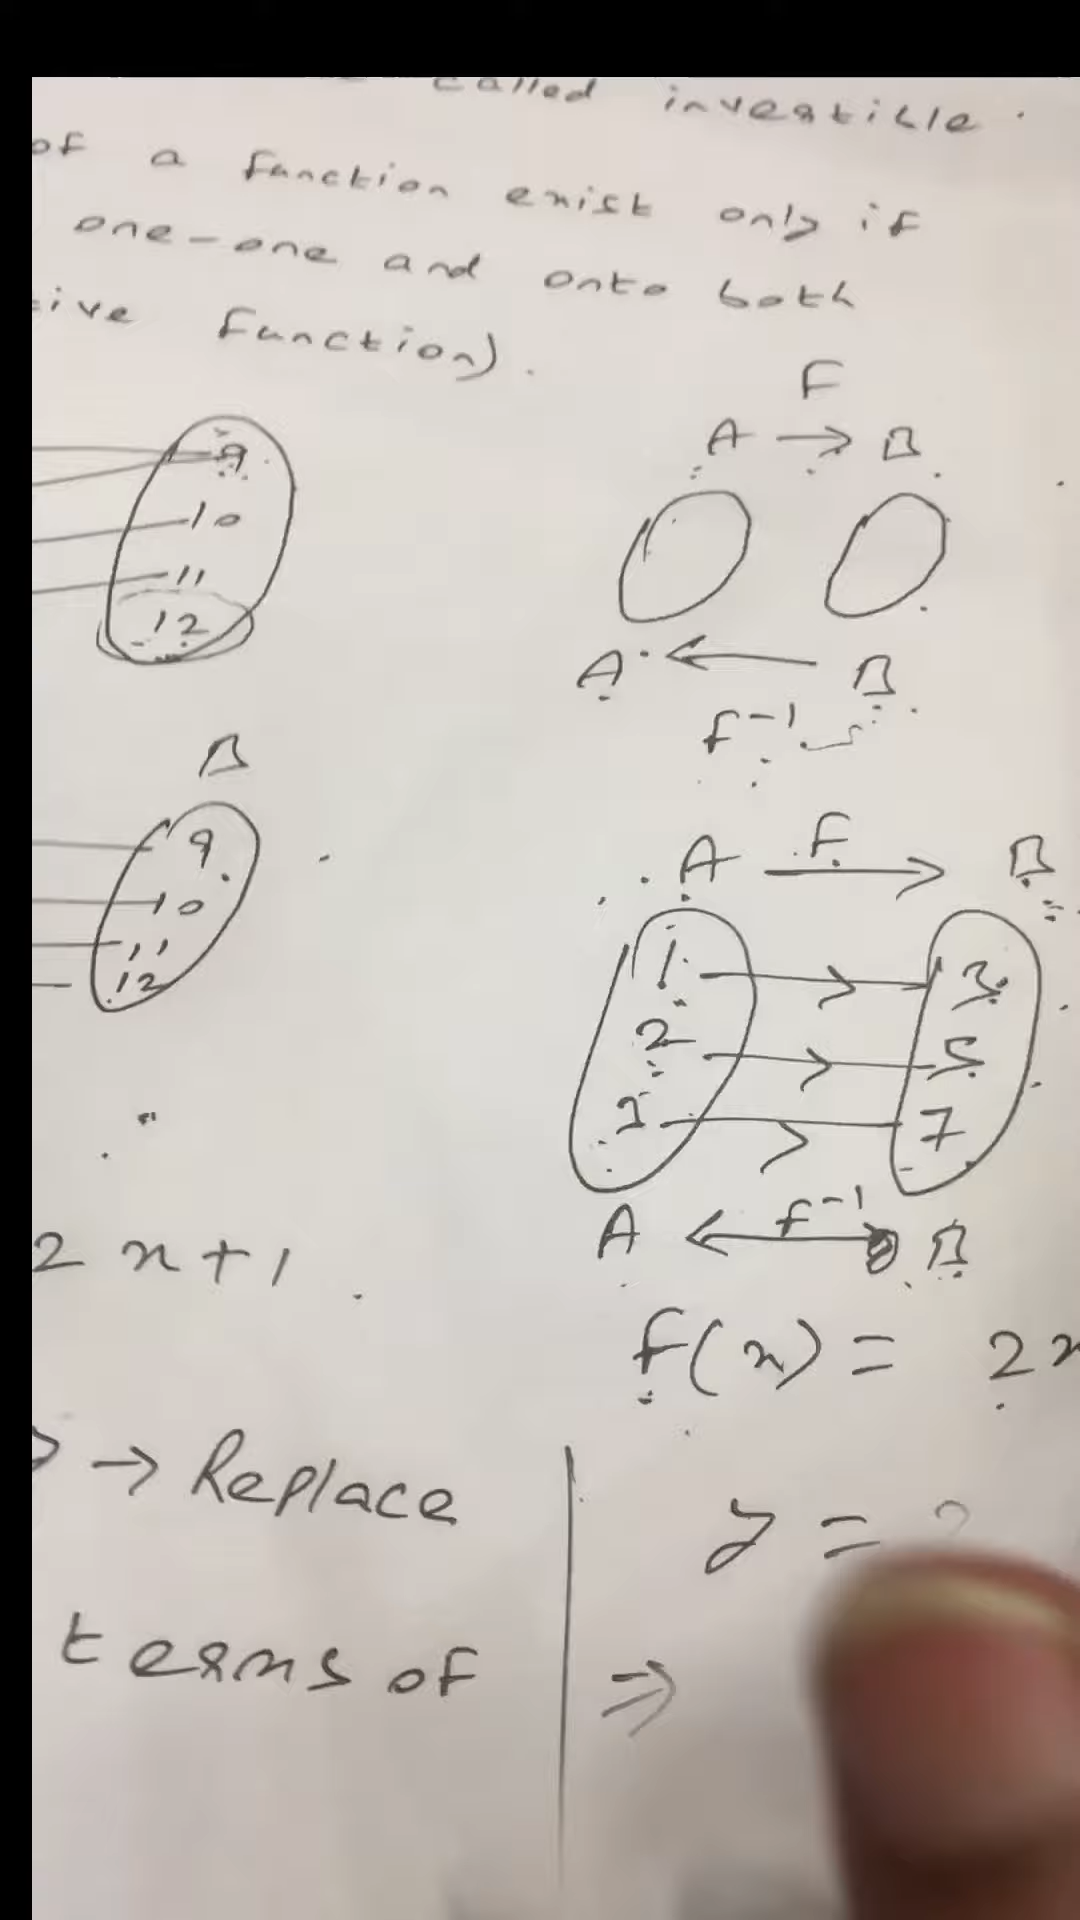 called invertible.
of a function exist only if
one-one and onto both
ive function).
F
A → B
9
10
11
12
A ← B
f⁻¹
B
9
10
11
12
A F → B
1 3
2 5
3 7
A ← f⁻¹ B
2x+1
f(x) = 2x
→ Replace
y =
terms of
⇒